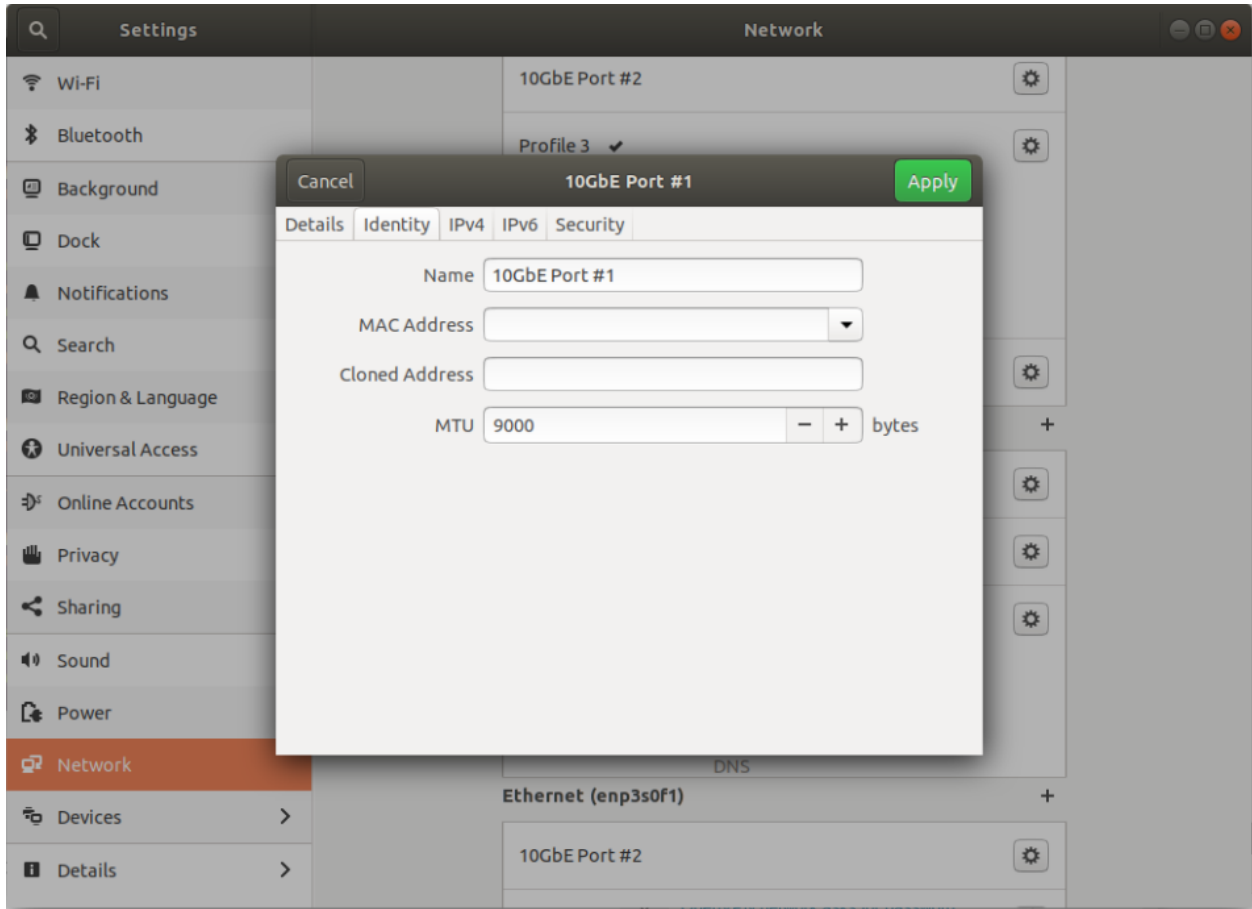 Settings
Network
Wi-Fi
Bluetooth
Background
Dock
Notifications
Search
Region & Language
Universal Access
Online Accounts
Privacy
Sharing
Sound
Power
Network
Devices
Details
10GbE Port #2
Profile 3
Cancel
10GbE Port #1
Apply
Details Identity IPv4 IPv6 Security
Name 10GbE Port #1
MAC Address
Cloned Address
MTU 9000 − + bytes
+
DNS
Ethernet (enp3s0f1) +
10GbE Port #2